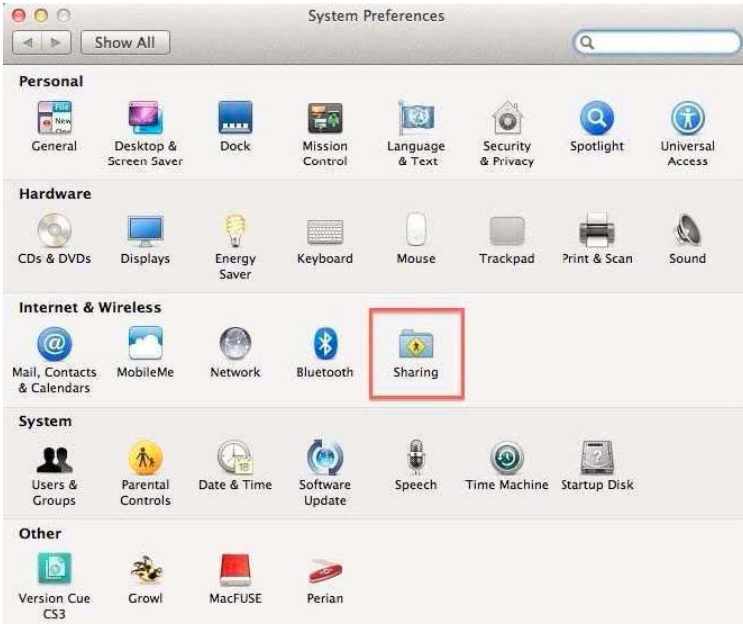 System Preferences
Show All
Personal
File
New
General
Desktop &
Screen Saver
Dock
Mission
Control
Language
& Text
Security
& Privacy
Spotlight
Universal
Access
Hardware
CDs & DVDs
Displays
Energy
Saver
Keyboard
Mouse
Trackpad
Print & Scan
Sound
Internet & Wireless
@
Mail, Contacts
& Calendars
MobileMe
Network
Bluetooth
Sharing
System
18
?
Users &
Groups
Parental
Controls
Date & Time
Software
Update
Speech
Time Machine
Startup Disk
Other
Version Cue
CS3
Growl
MacFUSE
Perian